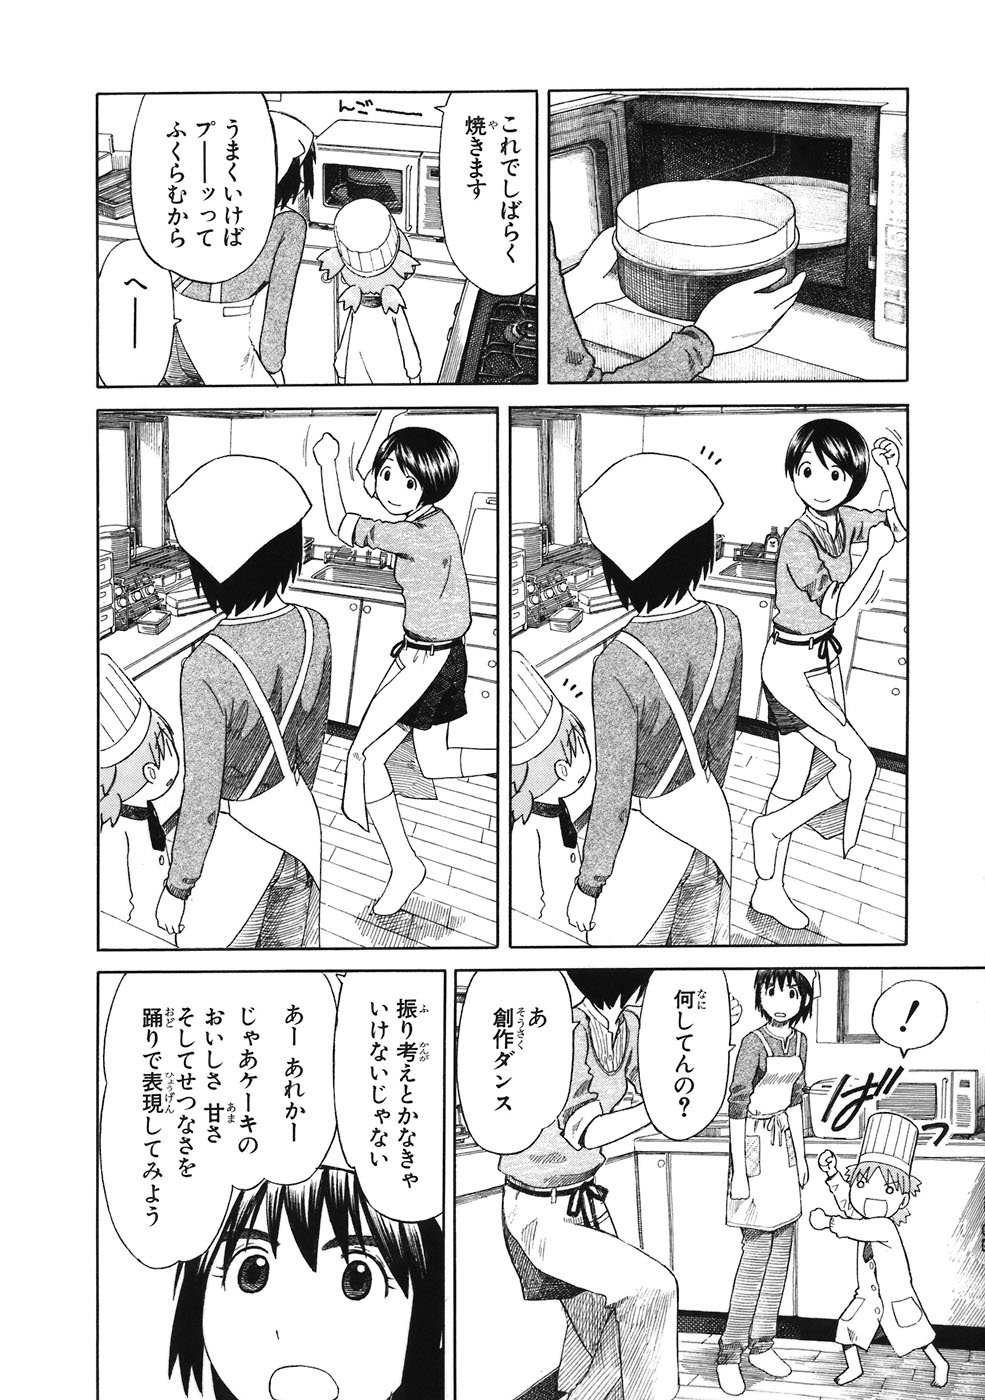 これでしばらく
焼きます
んごーー
うまくいけば
プーッって
ふくらむから
へーー
！
ばっ
何してんの？
あ
創作ダンス
振り考えとかなきゃ
いけないじゃない
あー あれかー
じゃあケーキの
おいしさ 甘さ
そしてせつなさを
踊りで表現してみよう